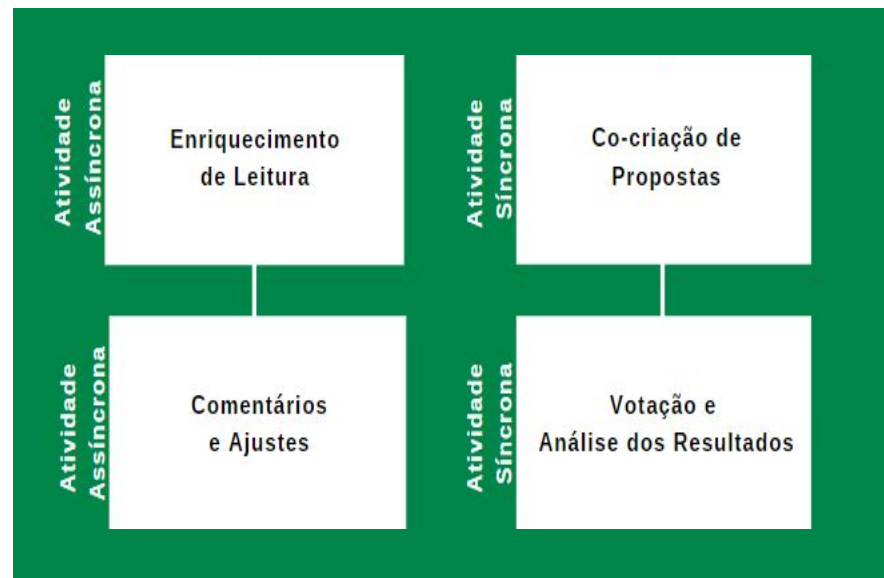 Atividade
Assíncrona
Enriquecimento
de Leitura
Atividade
Síncrona
Co-criação de
Propostas
Atividade
Assíncrona
Comentários
e Ajustes
Atividade
Síncrona
Votação e
Análise dos Resultados